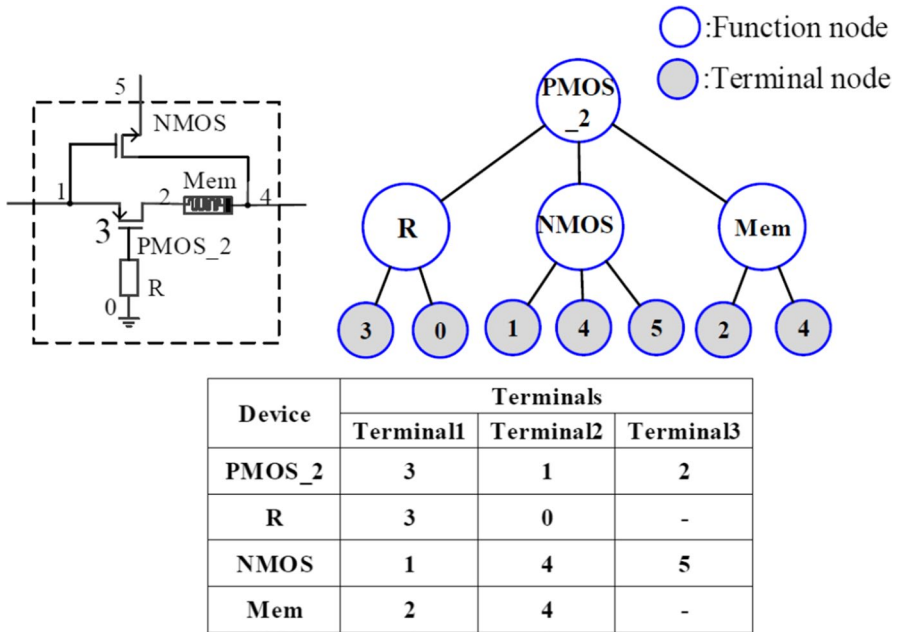 :Function node
:Terminal node
5
NMOS
1
2
Mem
4
3
PMOS_2
R
0
PMOS
_2
R
NMOS
Mem
3
0
1
4
5
2
4
Device
Terminals
Terminal1 Terminal2 Terminal3
PMOS_2 3 1 2
R 3 0 -
NMOS 1 4 5
Mem 2 4 -